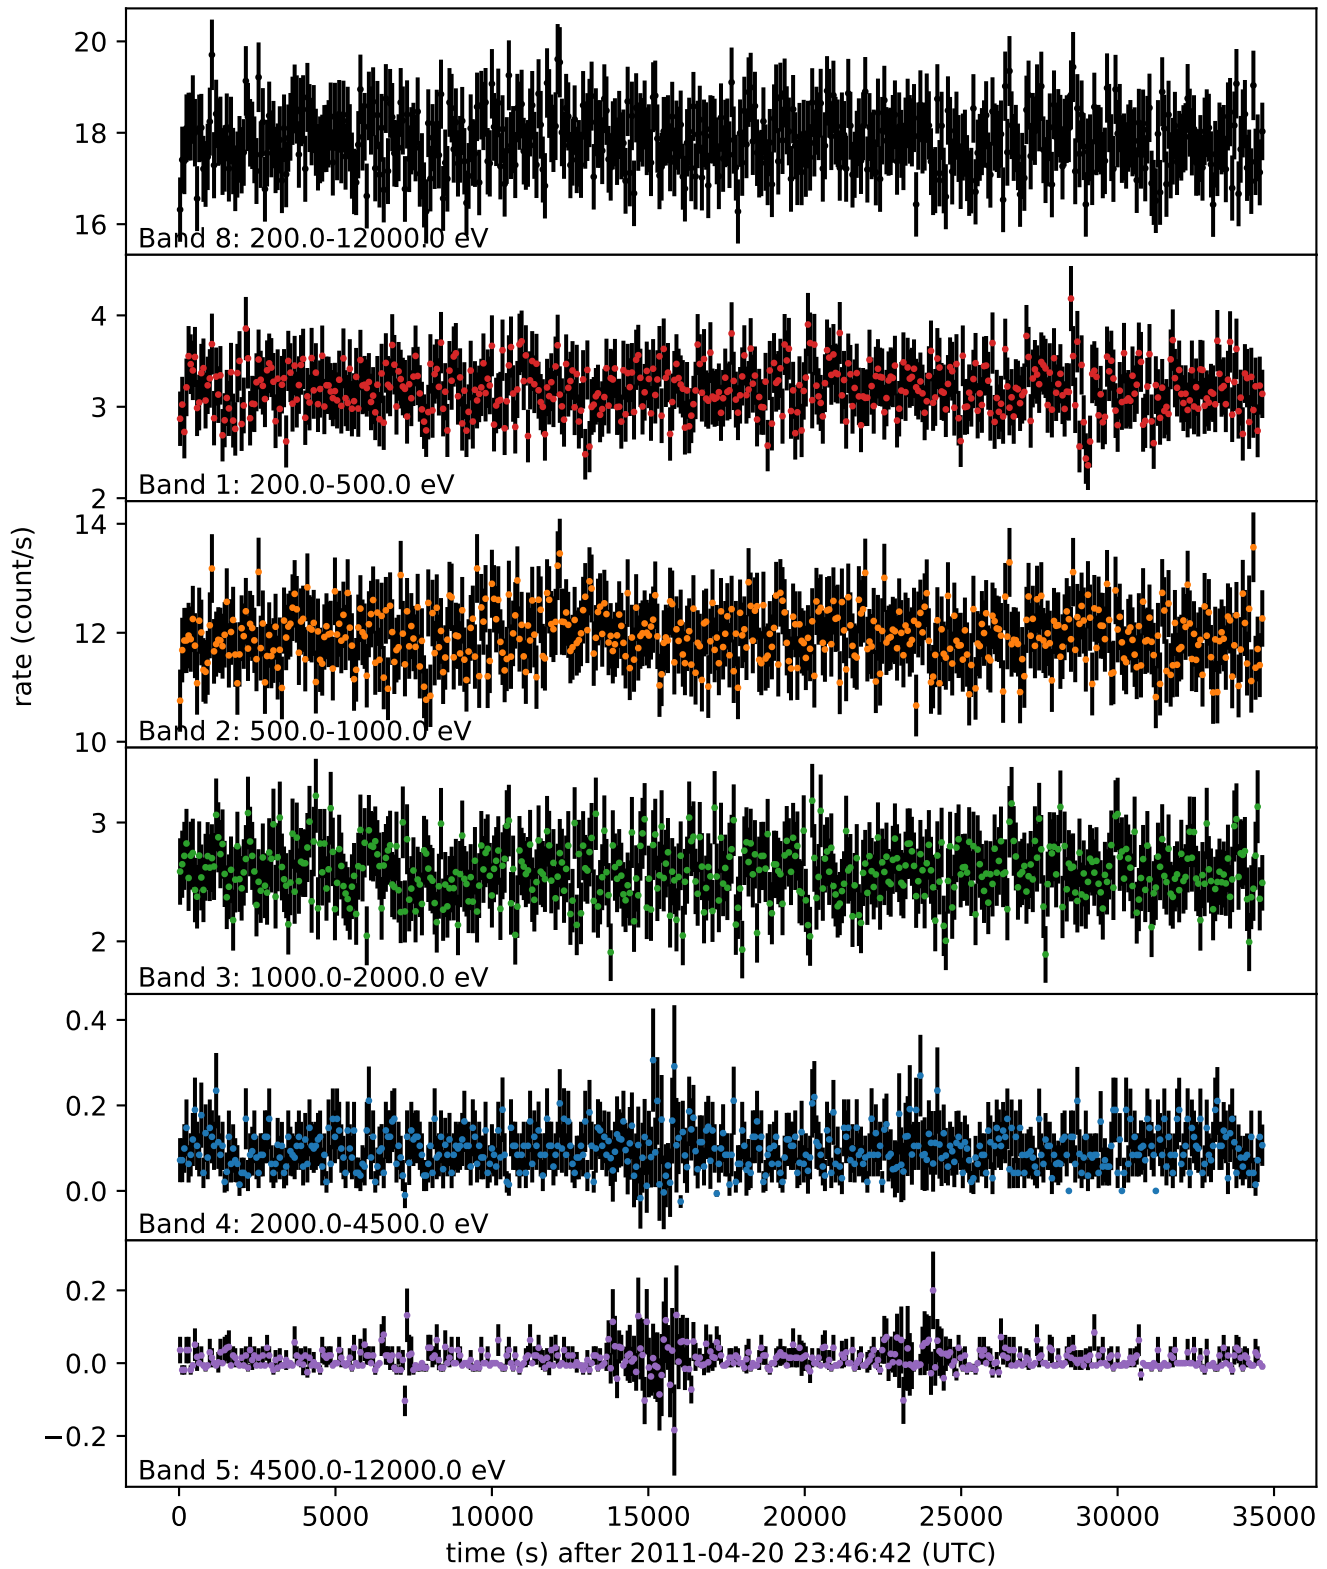 20
18
16
Band 8: 200.0-12000.0 eV
4
3
2
Band 1: 200.0-500.0 eV
14
12
10
Band 2: 500.0-1000.0 eV
rate (count/s)
3
2
Band 3: 1000.0-2000.0 eV
0.4
0.2
0.0
Band 4: 2000.0-4500.0 eV
0.2
0.0
−0.2
Band 5: 4500.0-12000.0 eV
0 5000 10000 15000 20000 25000 30000 35000
time (s) after 2011-04-20 23:46:42 (UTC)